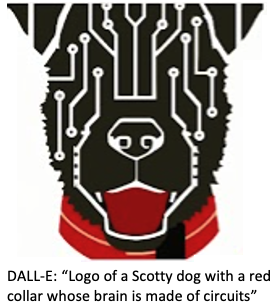 DALL-E: “Logo of a Scotty dog with a red
collar whose brain is made of circuits”